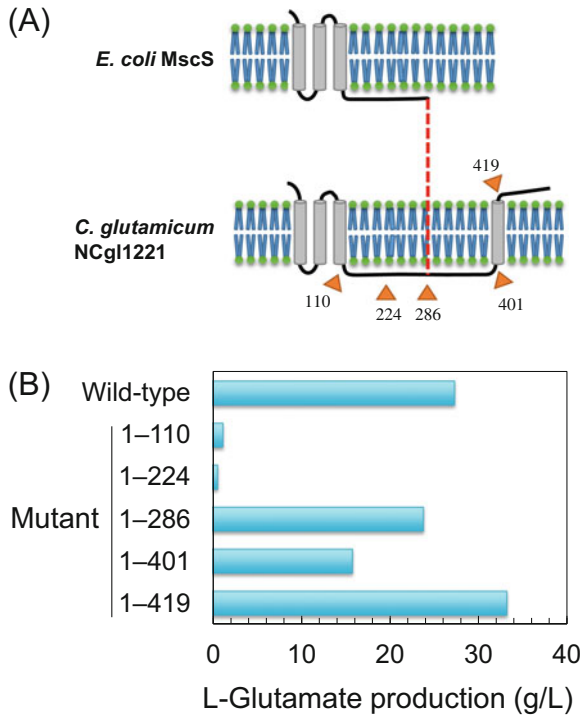 (A)
E. coli MscS
419
C. glutamicum
NCgl1221
110
224
286
401
(B)
Wild-type
1–110
1–224
Mutant
1–286
1–401
1–419
0
10
20
30
40
L-Glutamate production (g/L)